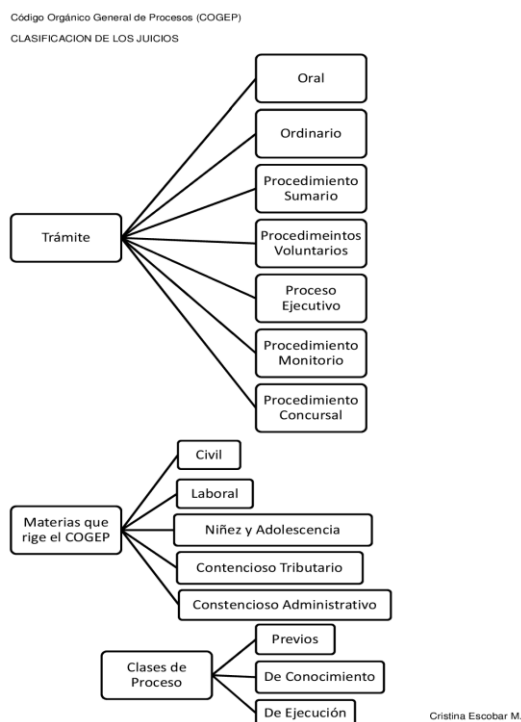 Código Orgánico General de Procesos (COGEP)
CLASIFICACION DE LOS JUICIOS
Trámite
Oral
Ordinario
Procedimiento
Sumario
Procedimeintos
Voluntarios
Proceso
Ejecutivo
Procedimiento
Monitorio
Procedimiento
Concursal
Materias que
rige el COGEP
Civil
Laboral
Niñez y Adolescencia
Contencioso Tributario
Constencioso Administrativo
Clases de
Proceso
Previos
De Conocimiento
De Ejecución
Cristina Escobar M.